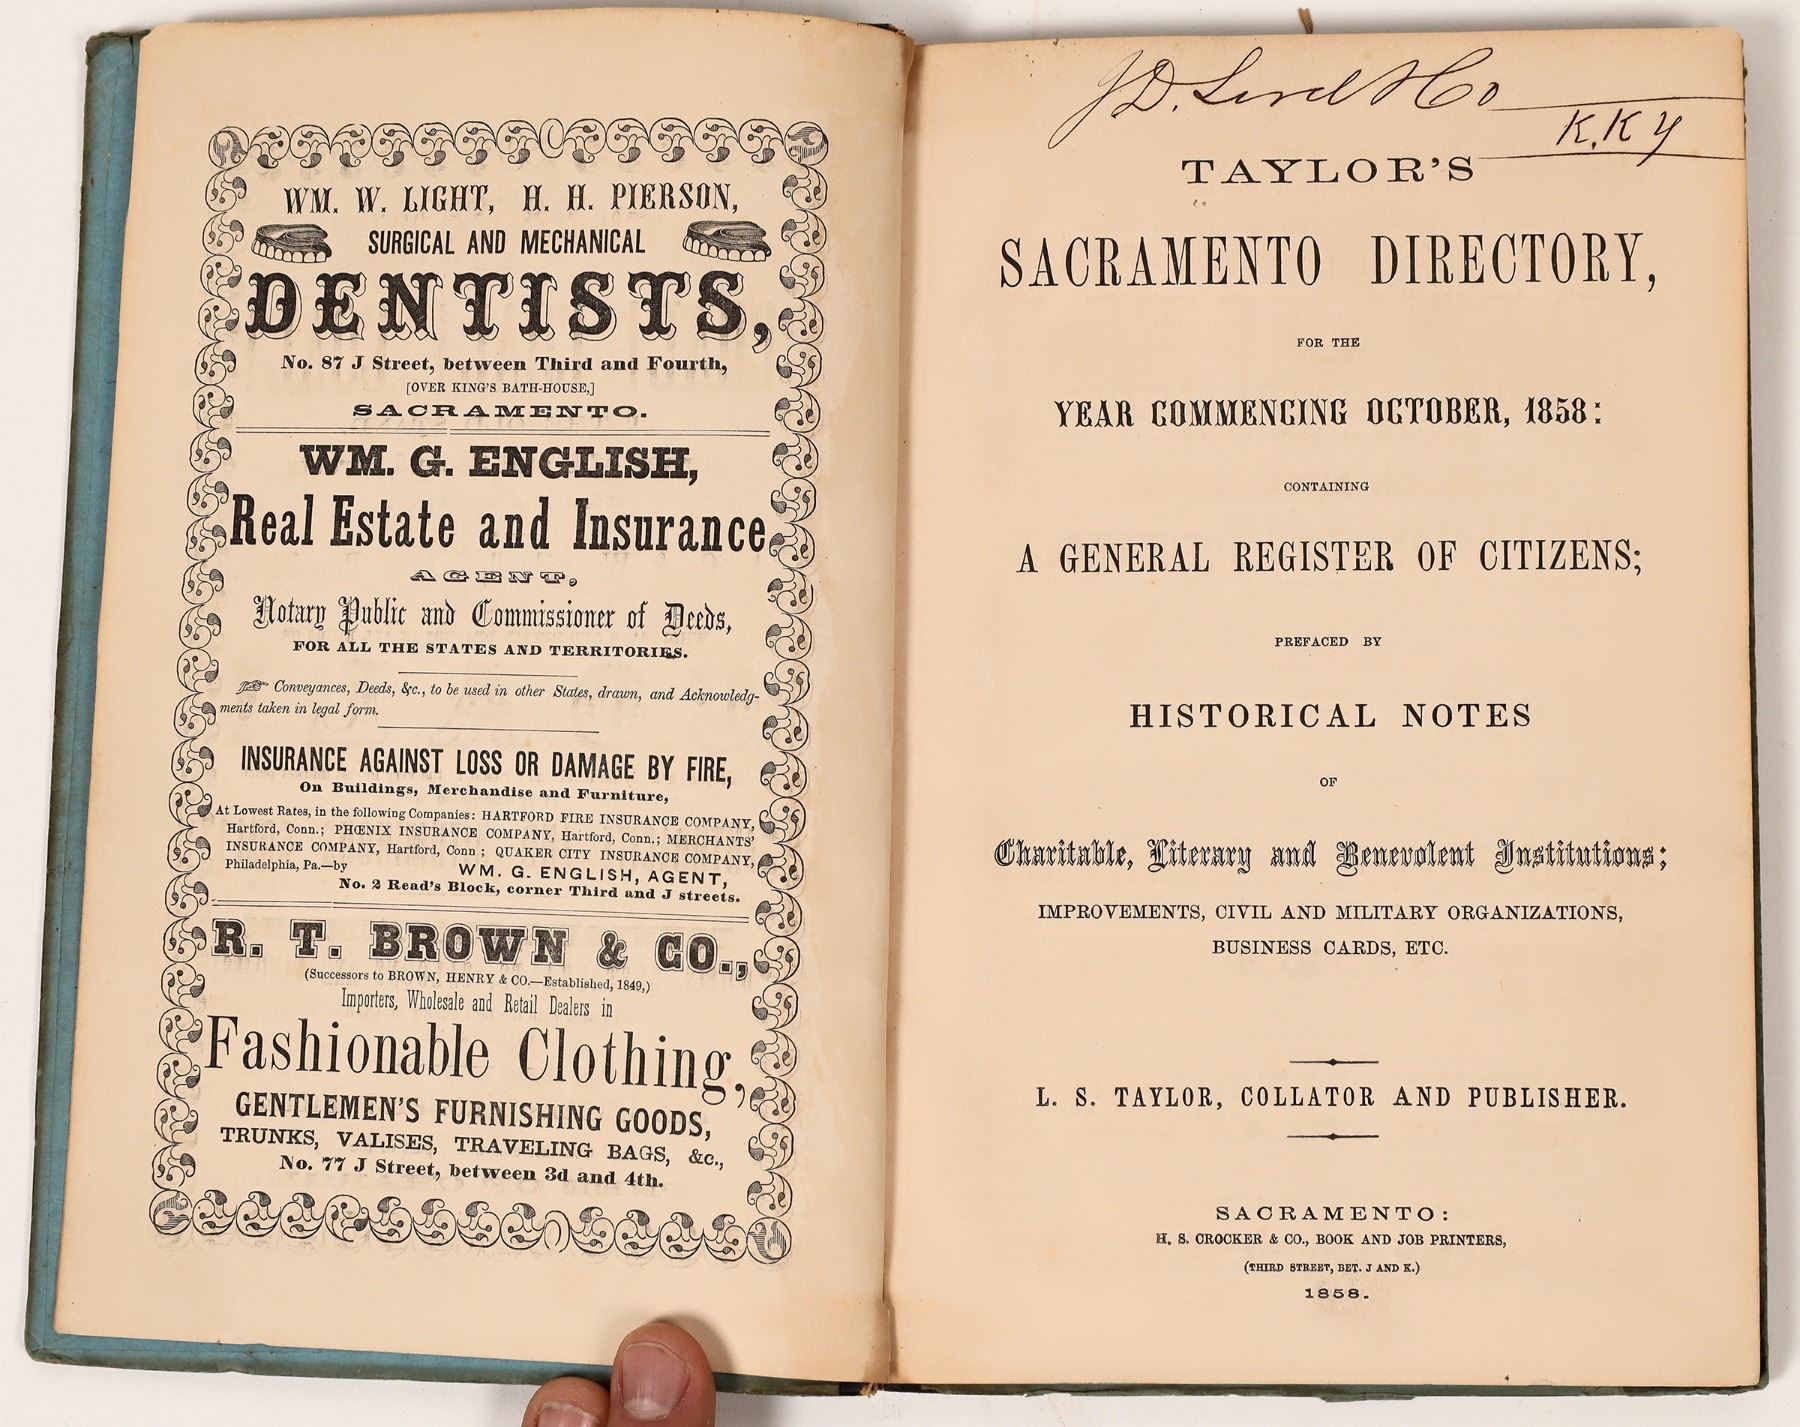 WM. W. LIGHT, H. H. PIERSON,
SURGICAL AND MECHANICAL
DENTISTS,
No. 87 J Street, between Third and Fourth,
[OVER KING'S BATH-HOUSE,]
SACRAMENTO.
WM. G. ENGLISH,
Real Estate and Insurance
AGENT,
Notary Public and Commissioner of Deeds,
FOR ALL THE STATES AND TERRITORIES.
Conveyances, Deeds, &c., to be used in other States, drawn, and Acknowledg-
ments taken in legal form.
INSURANCE AGAINST LOSS OR DAMAGE BY FIRE,
On Buildings, Merchandise and Furniture,
At Lowest Rates, in the following Companies: HARTFORD FIRE INSURANCE COMPANY,
Hartford, Conn.; PHŒNIX INSURANCE COMPANY, Hartford, Conn.; MERCHANTS'
INSURANCE COMPANY, Hartford, Conn ; QUAKER CITY INSURANCE COMPANY,
Philadelphia, Pa.—by WM. G. ENGLISH, AGENT,
No. 2 Read's Block, corner Third and J streets.
R. T. BROWN & CO.,
(Successors to BROWN, HENRY & CO.—Established, 1849,)
Importers, Wholesale and Retail Dealers in
Fashionable Clothing,
GENTLEMEN'S FURNISHING GOODS,
TRUNKS, VALISES, TRAVELING BAGS, &c.,
No. 77 J Street, between 3d and 4th.
J D. Co
K. K y
TAYLOR'S
SACRAMENTO DIRECTORY,
FOR THE
YEAR COMMENCING OCTOBER, 1858:
CONTAINING
A GENERAL REGISTER OF CITIZENS;
PREFACED BY
HISTORICAL NOTES
OF
Charitable, Literary and Benevolent Institutions;
IMPROVEMENTS, CIVIL AND MILITARY ORGANIZATIONS,
BUSINESS CARDS, ETC.
L. S. TAYLOR, COLLATOR AND PUBLISHER.
SACRAMENTO:
H. S. CROCKER & CO., BOOK AND JOB PRINTERS,
(THIRD STREET, BET. J AND K.)
1858.